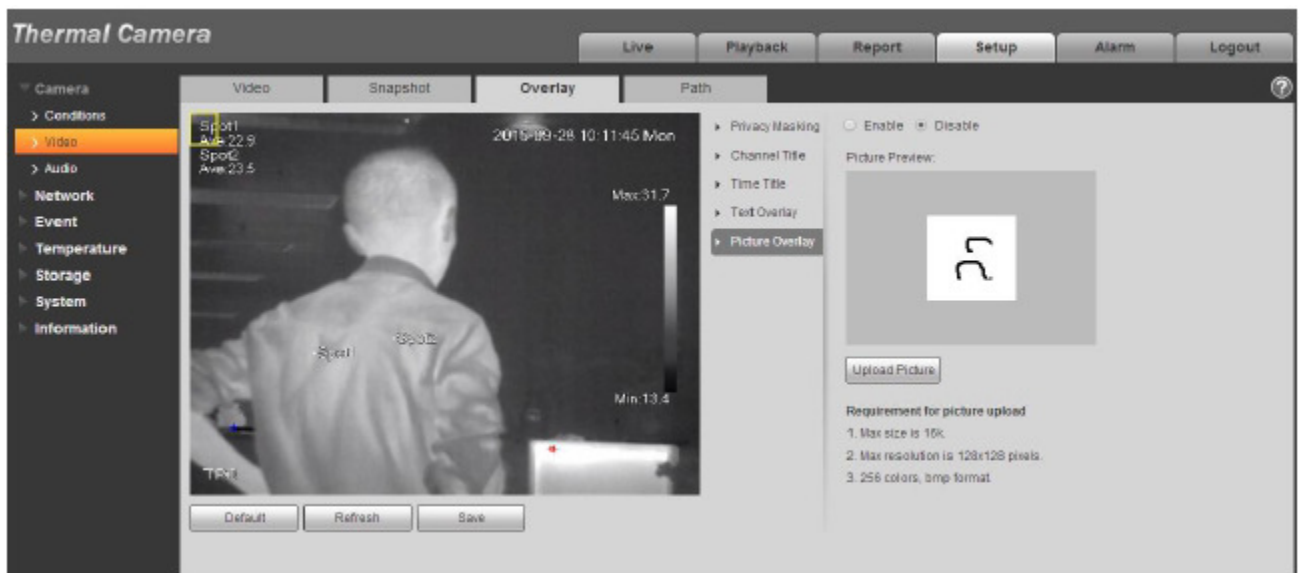 Thermal Camera
Live Playback Report Setup Alarm Logout
Camera
Conditions
Video
Audio
Network
Event
Temperature
Storage
System
Information
Video Snapshot Overlay Path
Spot1
Ave:22.9
Spot2
Ave:23.5
2015-09-28 10:11:45 Mon
Max:31.7
Spot1
Spot2
Min:13.4
Default Refresh Save
Privacy Masking
Channel Title
Time Title
Text Overlay
Picture Overlay
Enable Disable
Picture Preview:
Upload Picture
Requirement for picture upload
1. Max size is 16k.
2. Max resolution is 128x128 pixels.
3. 256 colors, bmp format.